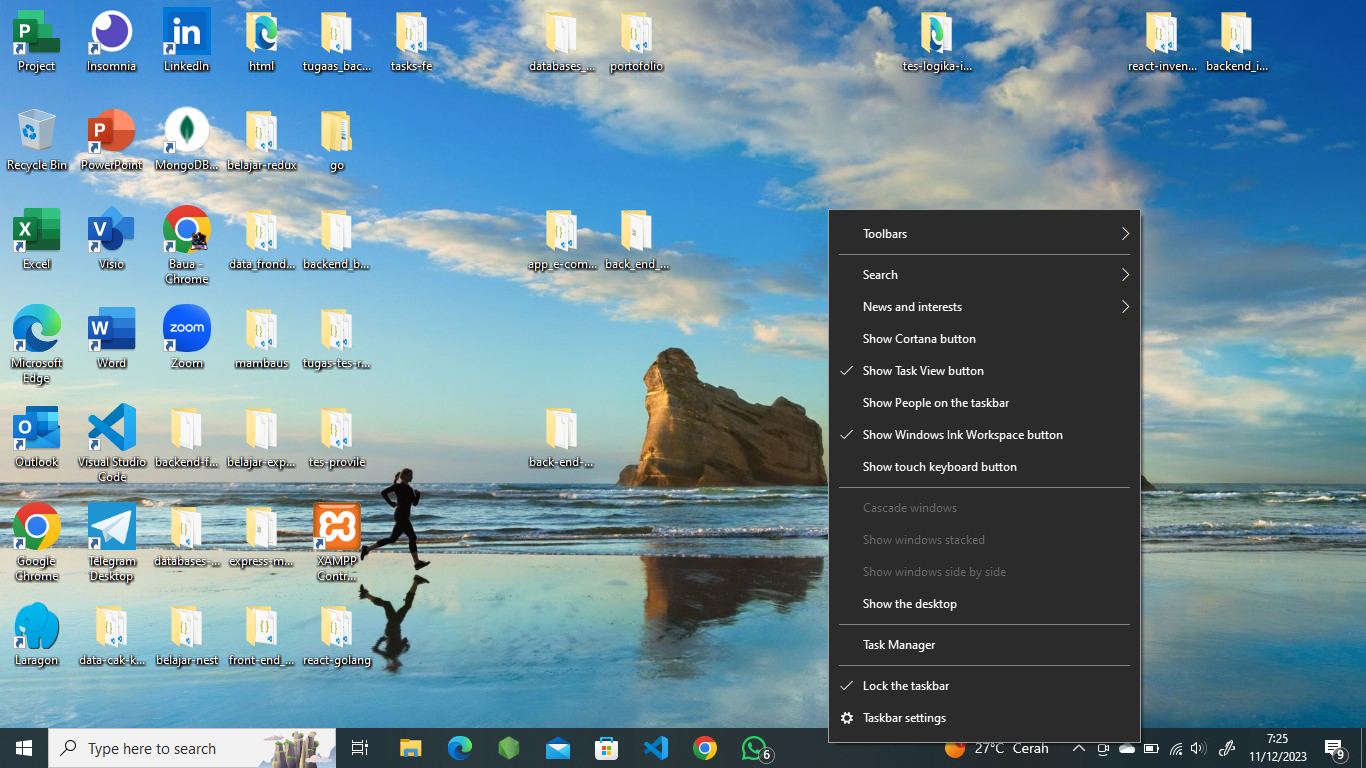 Project
Insomnia
LinkedIn
html
tugaas_bac...
tasks-fe
databases_...
portofolio
tes-logika-i...
react-inven...
backend_i...
Recycle Bin
PowerPoint
MongoDB...
belajar-redux
go
Excel
Visio
Baua -
Chrome
data_frond...
backend_b...
app_e-com...
back_end_...
Microsoft
Edge
Word
zoom
Zoom
mambaus
tugas-tes-r...
Outlook
Visual Studio
Code
backend-f...
belajar-exp...
tes-provile
back-end-...
Google
Chrome
Telegram
Desktop
databases-...
express-m...
XAMPP
Contr...
Laragon
data-cak-k...
belajar-nest
front-end_...
react-golang
Toolbars
Search
News and interests
Show Cortana button
Show Task View button
Show People on the taskbar
Show Windows Ink Workspace button
Show touch keyboard button
Cascade windows
Show windows stacked
Show windows side by side
Show the desktop
Task Manager
Lock the taskbar
Taskbar settings
Type here to search
6
27°C Cerah
7:25
11/12/2023
9